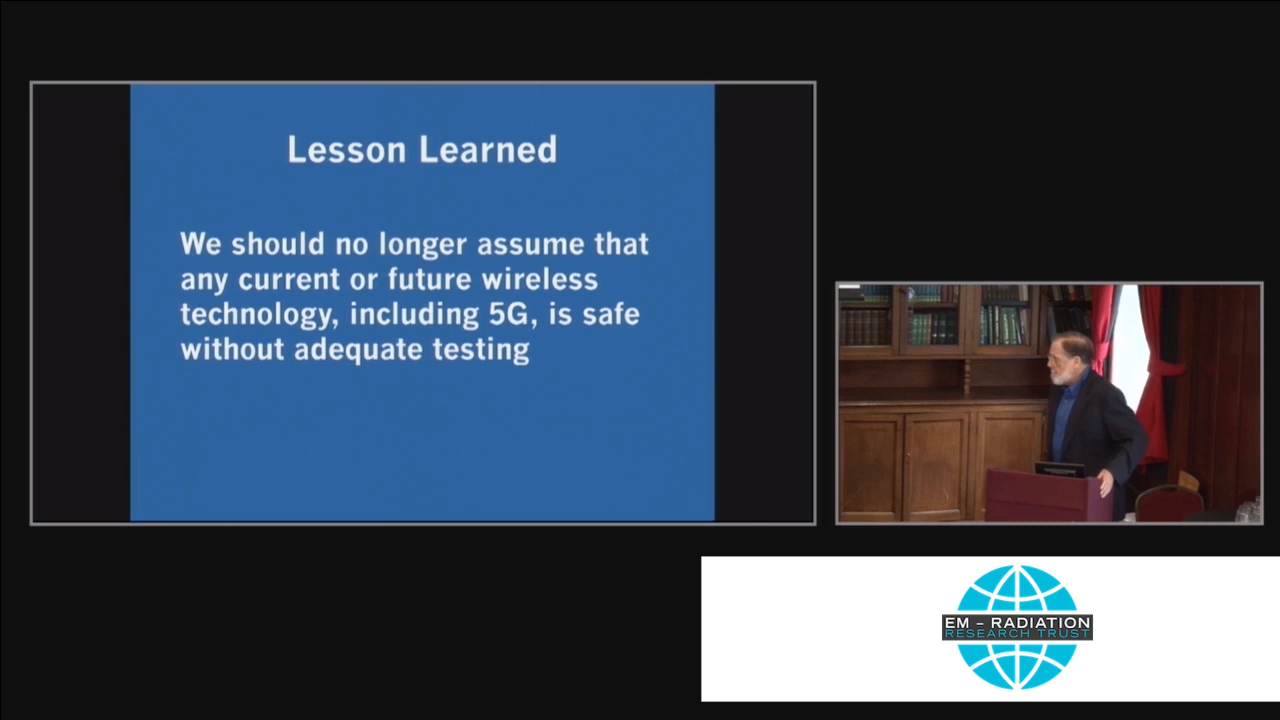 Lesson Learned
We should no longer assume that
any current or future wireless
technology, including 5G, is safe
without adequate testing
EM – RADIATION
RESEARCH TRUST